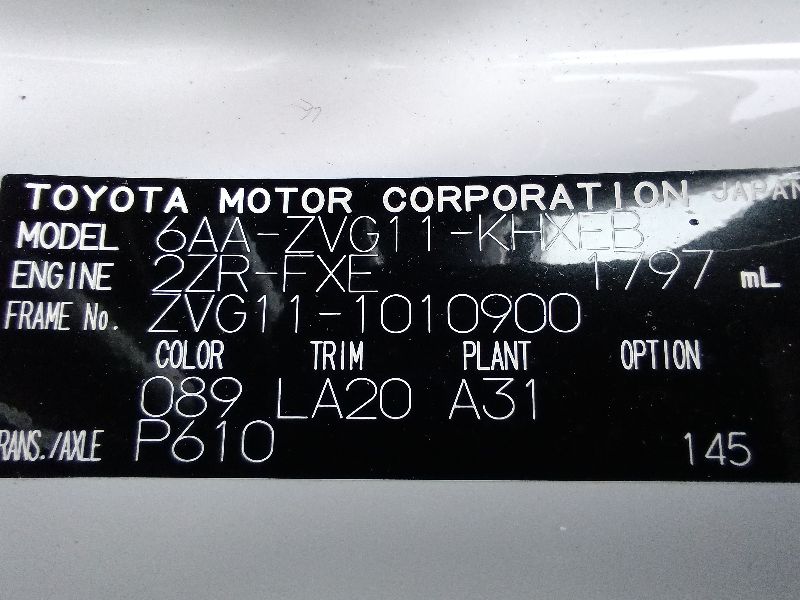 TOYOTA MOTOR CORPORATION JAPAN
MODEL 6AA-ZVG11-KHXEB
ENGINE 2ZR-FXE 1797 mL
FRAME No. ZVG11-1010900
COLOR TRIM PLANT OPTION
089 LA20 A31
RANS./AXLE P610 145